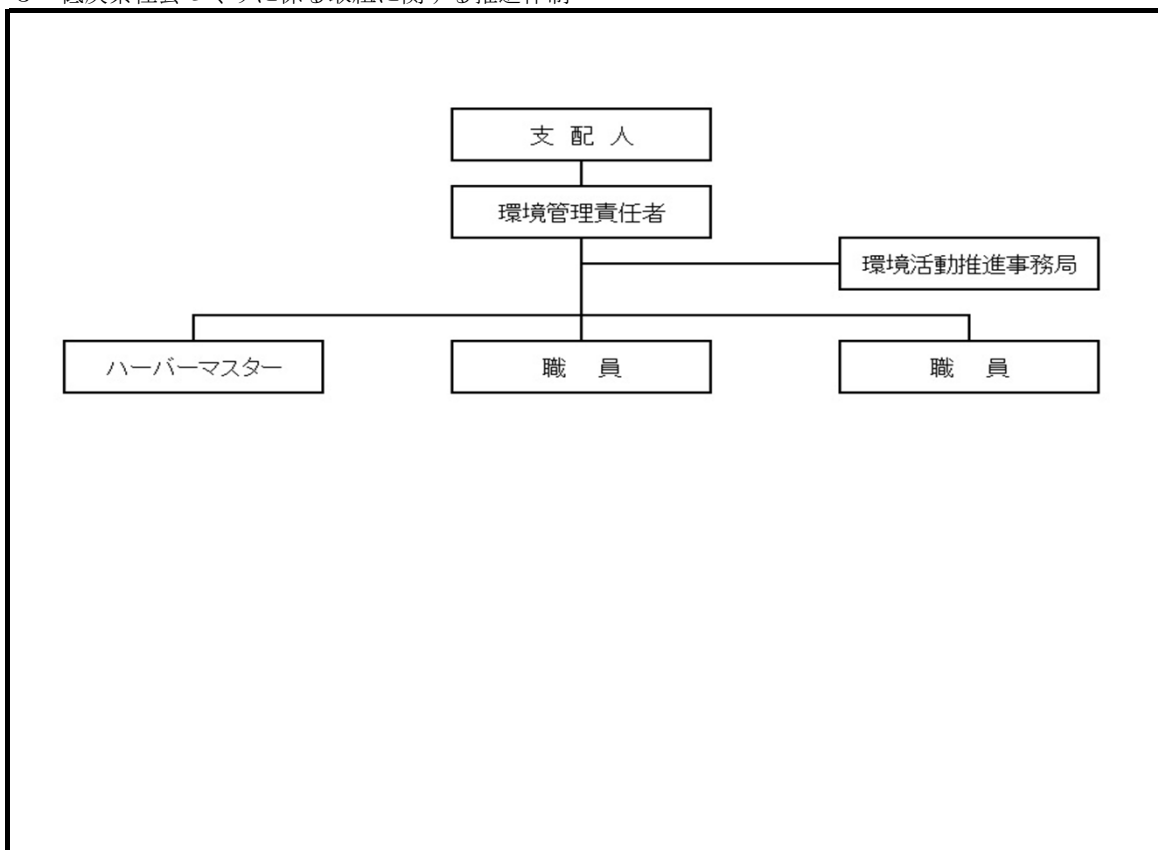 支 配 人
環境管理責任者
環境活動推進事務局
ハーバーマスター
職 員
職 員